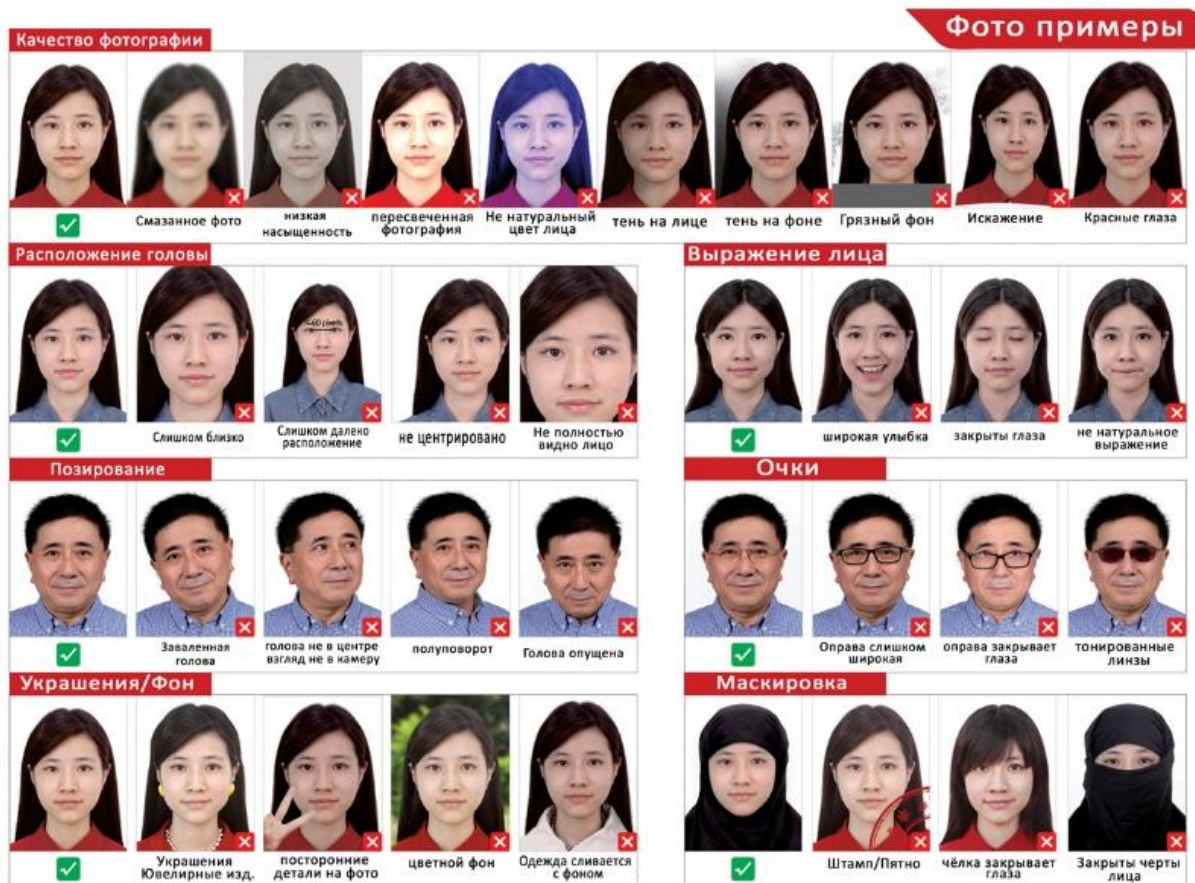 Фото примеры
Качество фотографии
Смазанное фото
низкая
насыщенность
пересвеченная
фотография
Не натуральный
цвет лица
тень на лице
тень на фоне
Грязный фон
Искажение
Красные глаза
Расположение головы
~60 pixels
Слишком близко
Слишком далеко
расположение
не центрировано
Не полностью
видно лицо
Выражение лица
широкая улыбка
закрыты глаза
не натуральное
выражение
Позирование
Заваленная
голова
голова не в центре
взгляд не в камеру
полуповорот
Голова опущена
Очки
Оправа слишком
широкая
оправа закрывает
глаза
тонированные
линзы
Украшения/Фон
Украшения
Ювелирные изд.
посторонние
детали на фото
цветной фон
Одежда сливается
с фоном
Маскировка
Штамп/Пятно
чёлка закрывает
глаза
Закрыты черты
лица